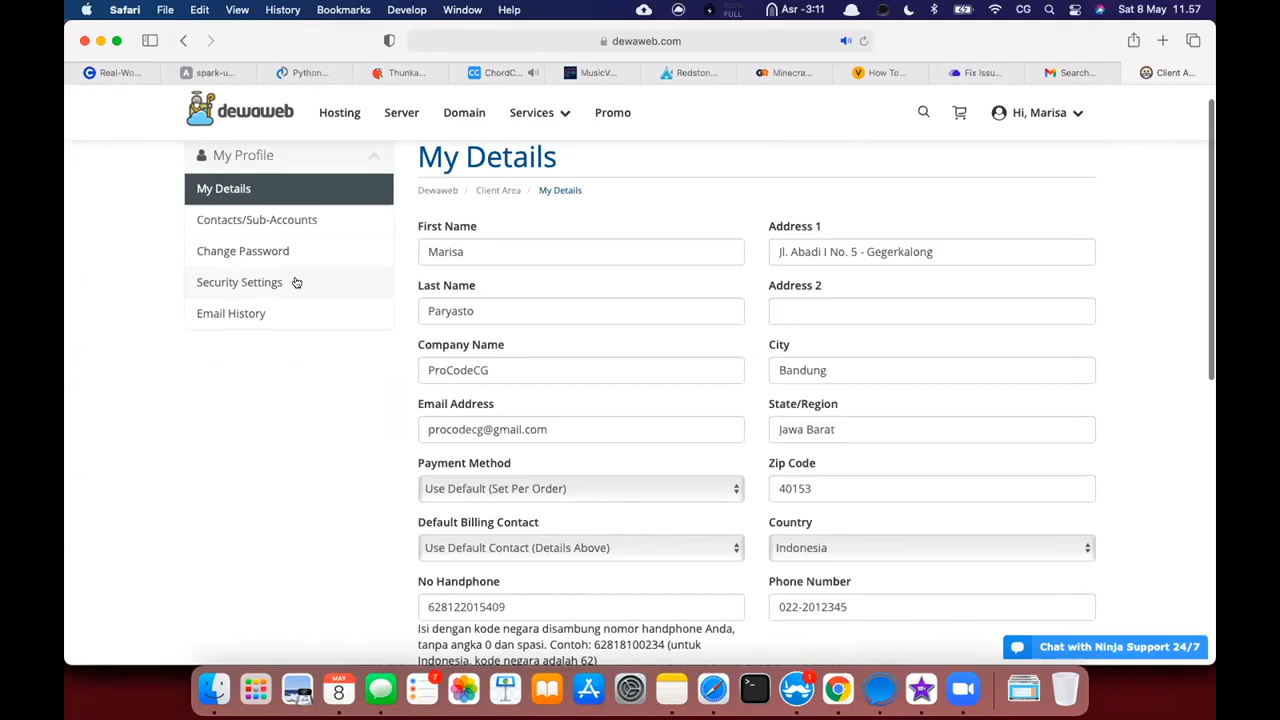 Safari File Edit View History Bookmarks Develop Window Help 100% FULL Asr -3:11 CG Sat 8 May 11.57
dewaweb.com
Real-Wo... spark-u... Python... Thunka... ChordC... MusicV... Redston... Minecra... How To... Fix Issu... Search... Client A...
dewaweb Hosting Server Domain Services Promo Hi, Marisa
My Profile
My Details
Contacts/Sub-Accounts
Change Password
Security Settings
Email History
My Details
Dewaweb / Client Area / My Details
First Name
Marisa
Last Name
Paryasto
Company Name
ProCodeCG
Email Address
procodecg@gmail.com
Payment Method
Use Default (Set Per Order)
Default Billing Contact
Use Default Contact (Details Above)
No Handphone
628122015409
Isi dengan kode negara disambung nomor handphone Anda,
tanpa angka 0 dan spasi. Contoh: 62818100234 (untuk
Indonesia, kode negara adalah 62)
Address 1
Jl. Abadi I No. 5 - Gegerkalong
Address 2
City
Bandung
State/Region
Jawa Barat
Zip Code
40153
Country
Indonesia
Phone Number
022-2012345
Chat with Ninja Support 24/7
MAY
8
7
1